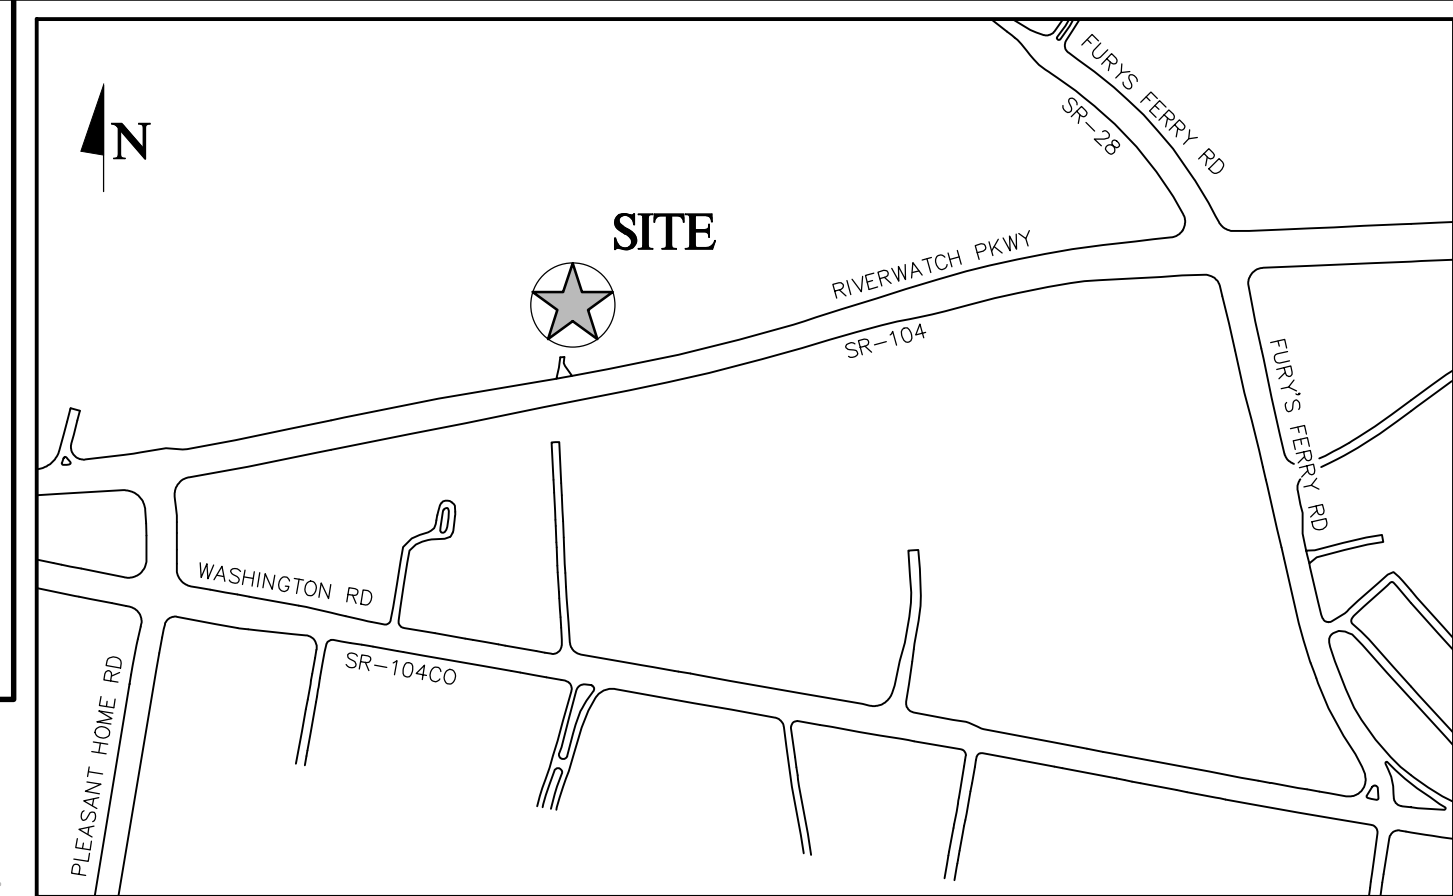 FURYS FERRY RD
SR-28
N
SITE
RIVERWATCH PKWY
SR-104
FURY'S FERRY RD
WASHINGTON RD
SR-104CO
PLEASANT HOME RD